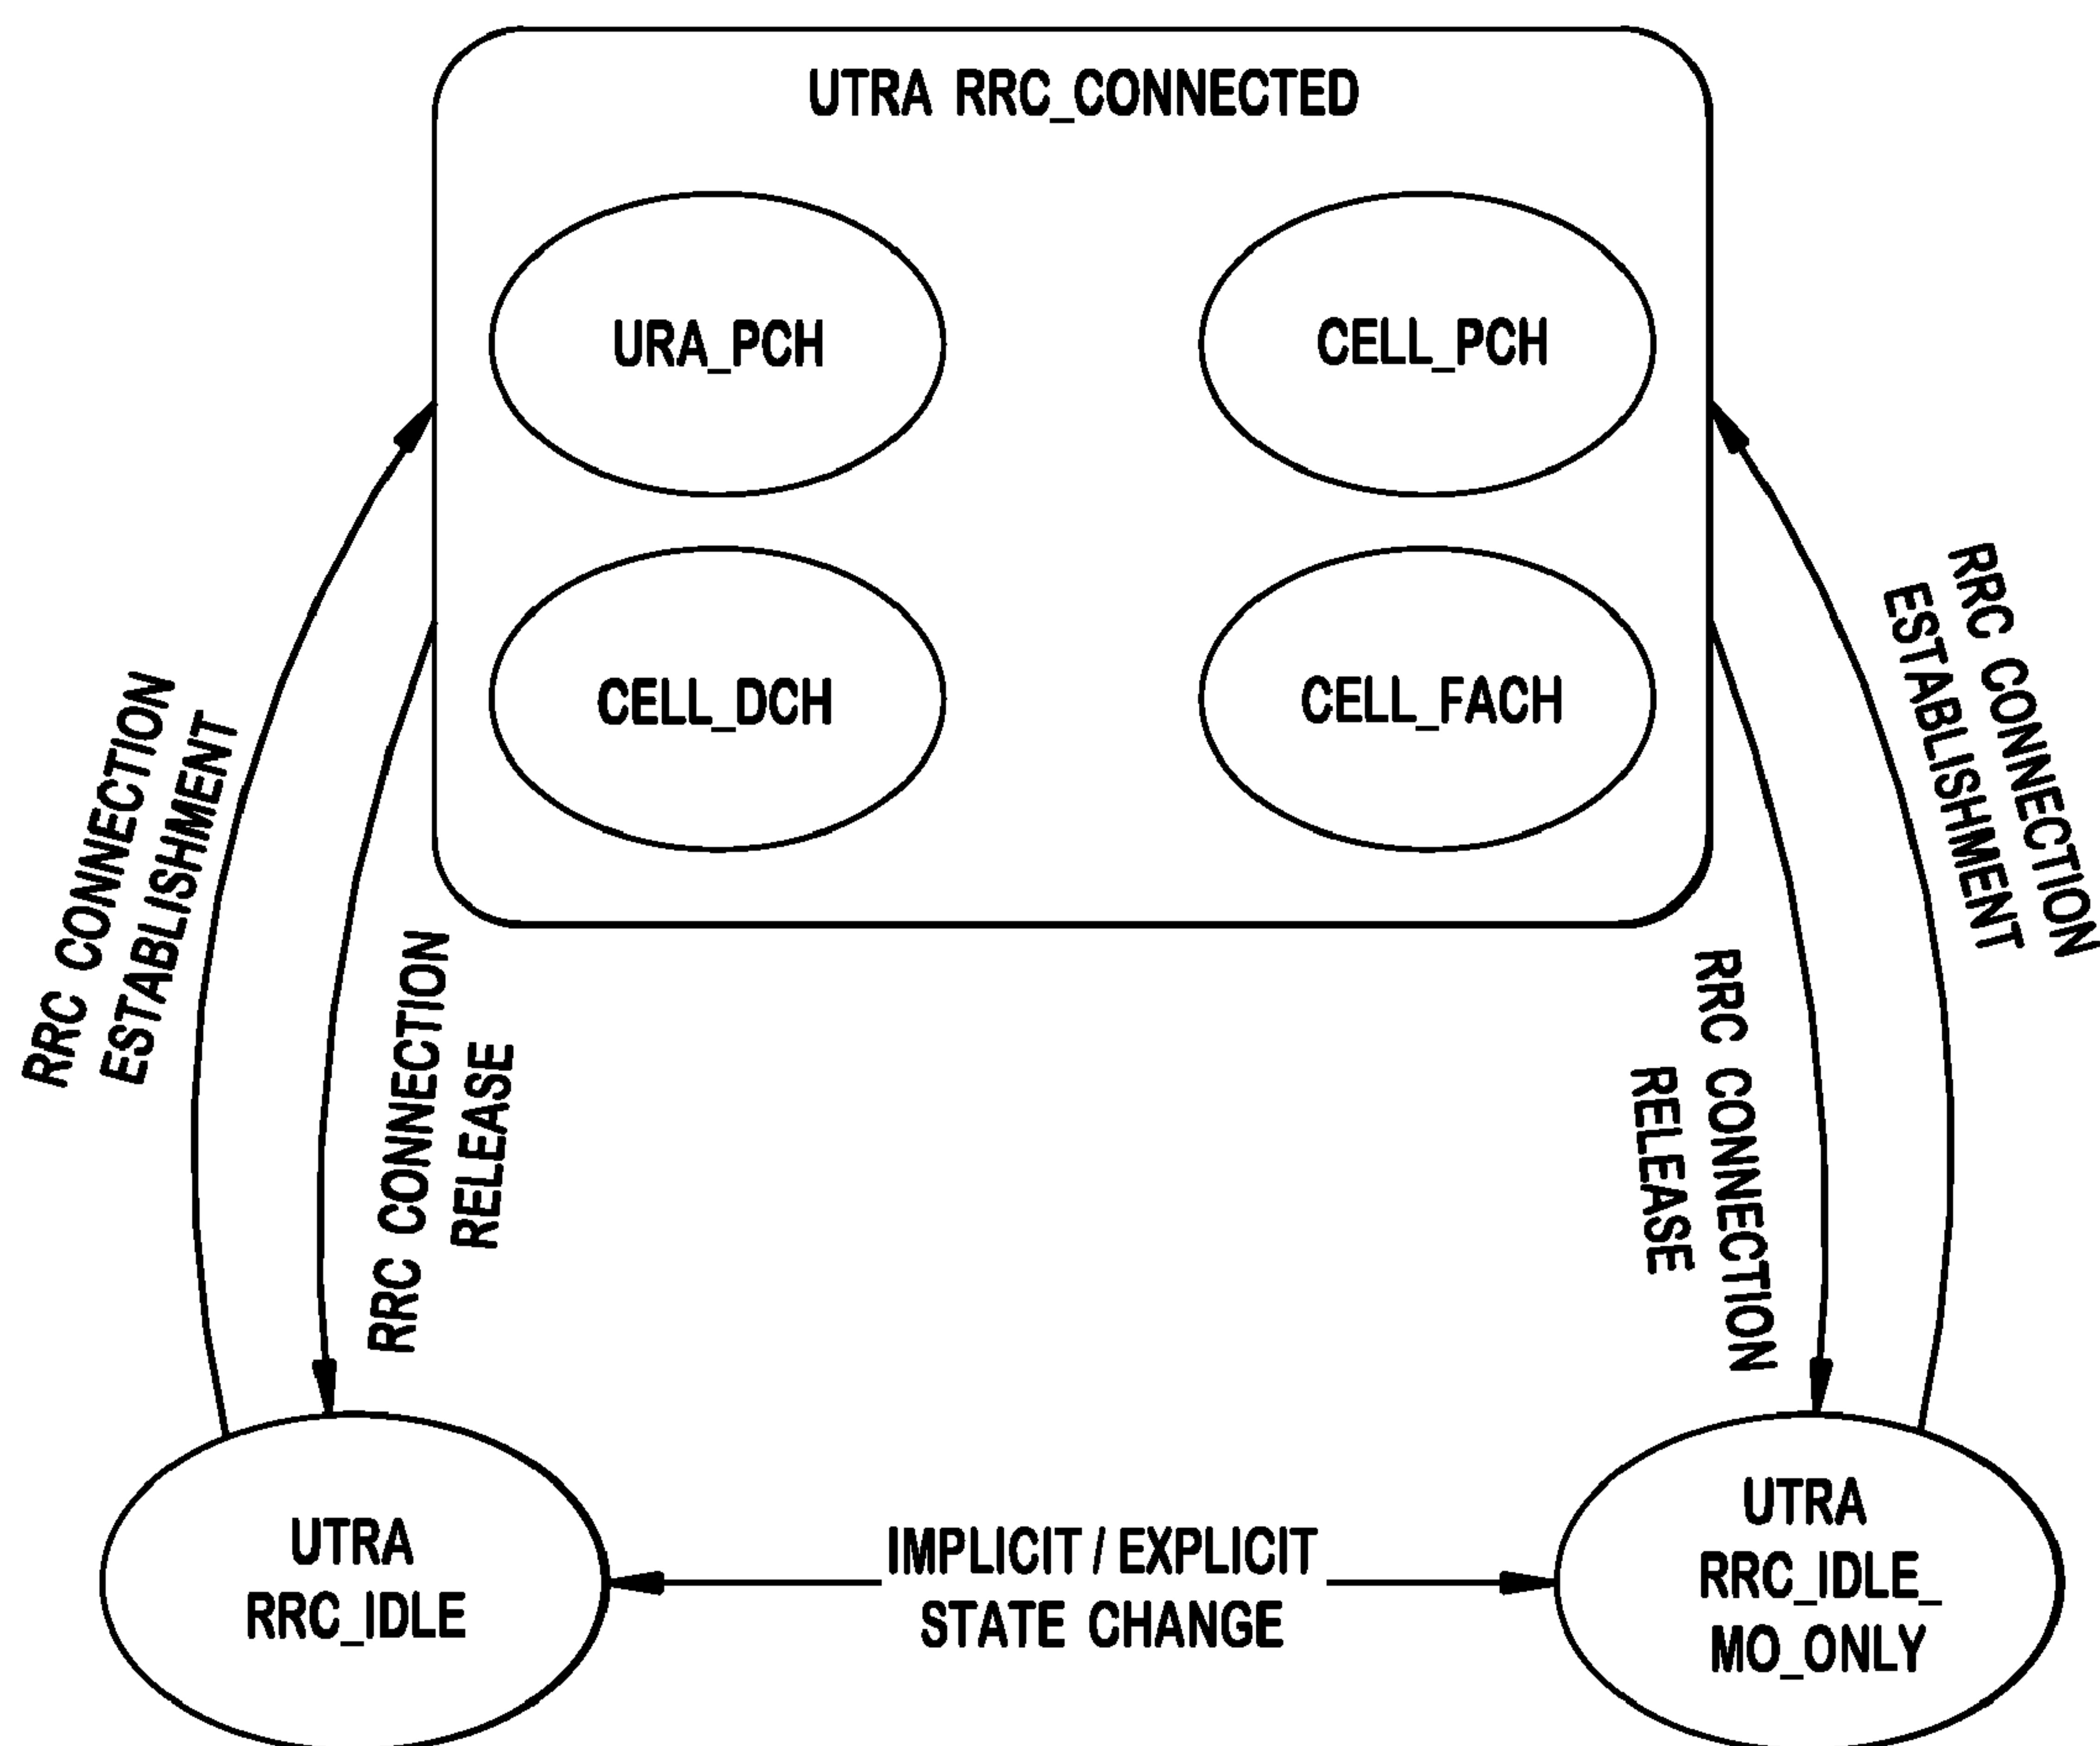 UTRA RRC_CONNECTED
URA_PCH
CELL_PCH
CELL_DCH
CELL_FACH
RRC CONNECTION
ESTABLISHMENT
RRC CONNECTION
RELEASE
RRC CONNECTION
RELEASE
RRC CONNECTION
ESTABLISHMENT
UTRA
RRC_IDLE
IMPLICIT / EXPLICIT
STATE CHANGE
UTRA
RRC_IDLE_
MO_ONLY